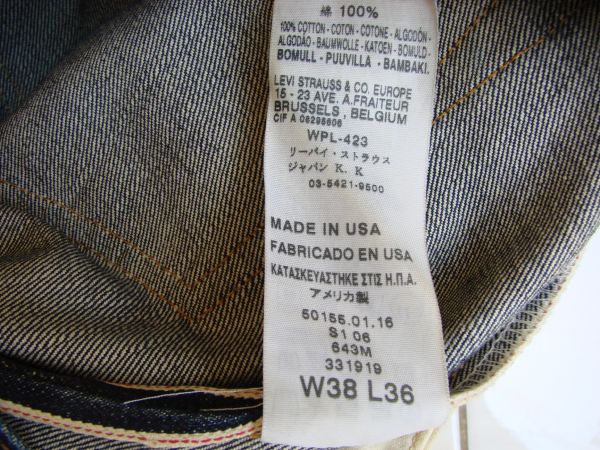 綿 100%
100% COTTON - COTON - COTONE - ALGODÓN -
ALGODAO - BAUMWOLLE - KATOEN - BOMULD -
BOMULL - PUUVILLA - BAMBAKI.
LEVI STRAUSS & CO. EUROPE
15 - 23 AVE. A.FRAITEUR
BRUSSELS, BELGIUM
CIF A 08295606
WPL-423
リーバイ・ストラウス
ジャパン K. K
03-5421-9500
MADE IN USA
FABRICADO EN USA
ΚΑΤΑΣΚΕΥΑΣΤΗΚΕ ΣΤΙΣ Η.Π.Α.
アメリカ製
50155.01.16
S1 06
643M
331919
W38 L36